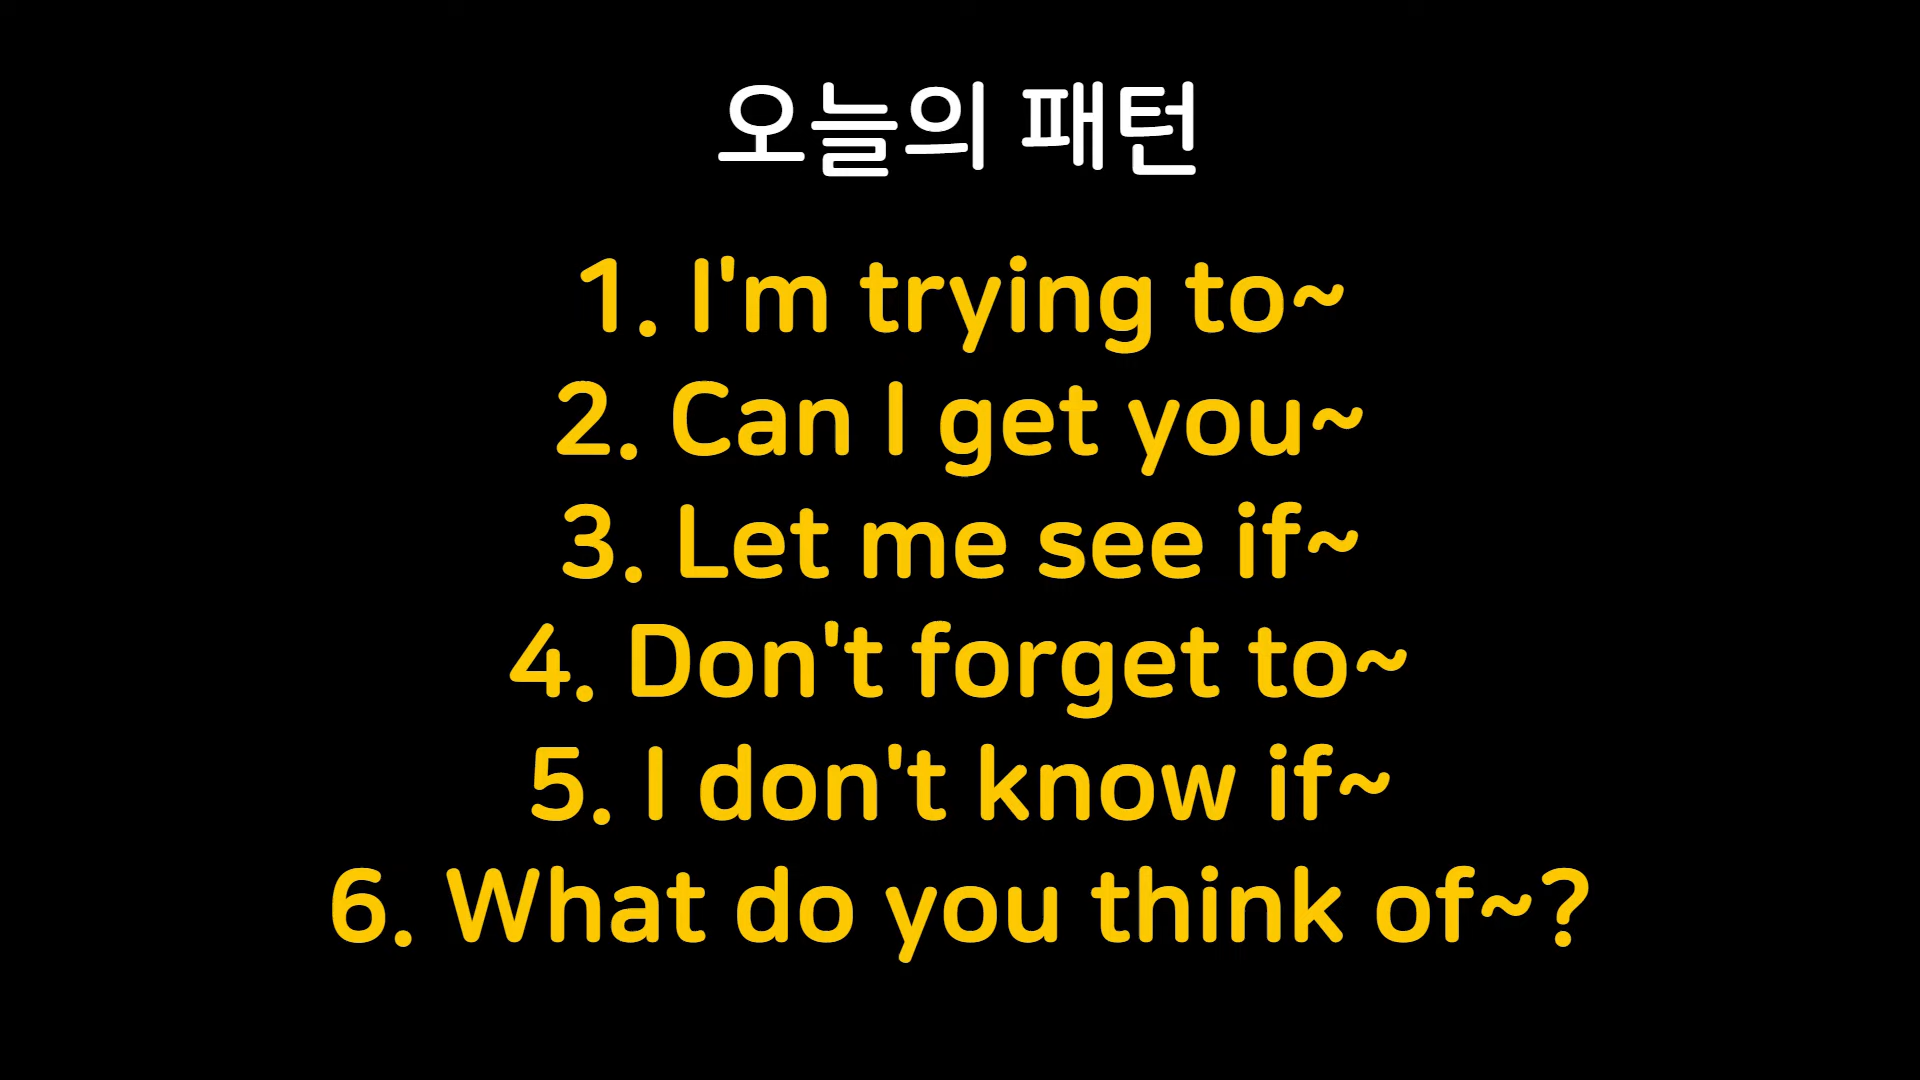 오늘의 패턴
1. I'm trying to~
2. Can I get you~
3. Let me see if~
4. Don't forget to~
5. I don't know if~
6. What do you think of~?